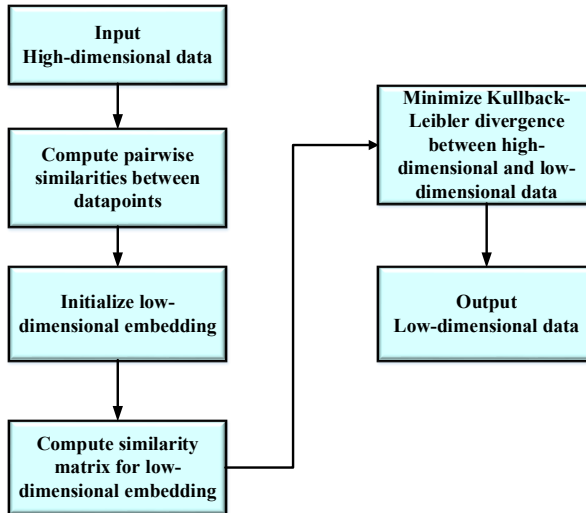 Input
High-dimensional data
Compute pairwise
similarities between
datapoints
Initialize low-
dimensional embedding
Compute similarity
matrix for low-
dimensional embedding
Minimize Kullback-
Leibler divergence
between high-
dimensional and low-
dimensional data
Output
Low-dimensional data